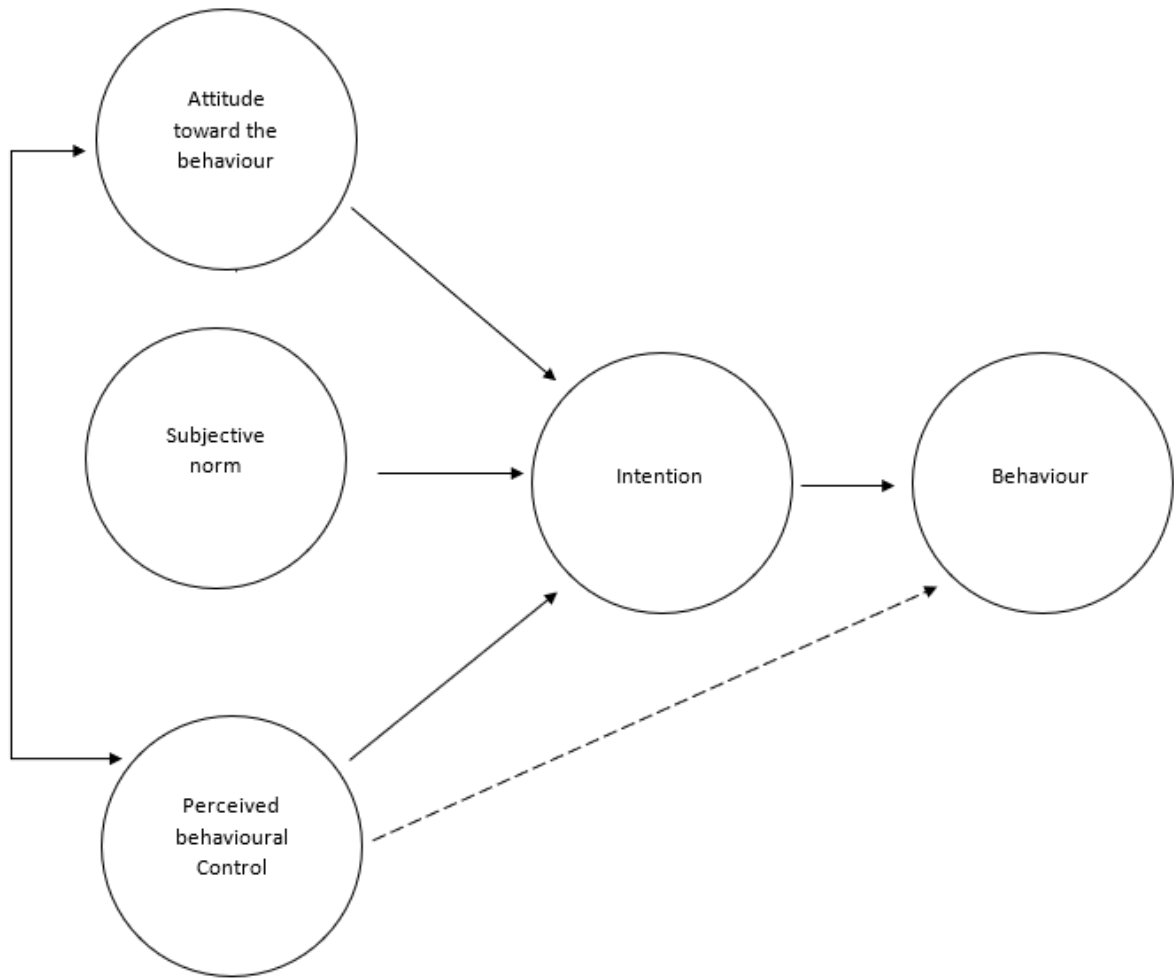 Attitude
toward the
behaviour
Subjective
norm
Intention
Behaviour
Perceived
behavioural
Control